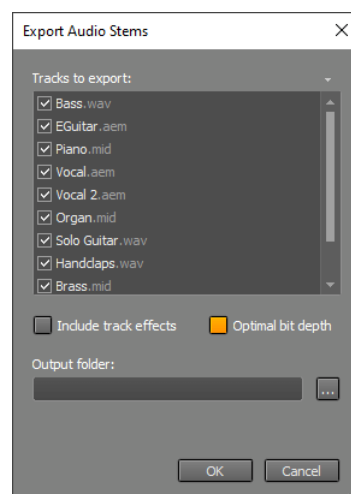 Export Audio Stems
Tracks to export:
Bass.wav
EGuitar.aem
Piano.mid
Vocal.aem
Vocal 2.aem
Organ.mid
Solo Guitar.wav
Handclaps.wav
Brass.mid
Include track effects Optimal bit depth
Output folder:
...
OK Cancel